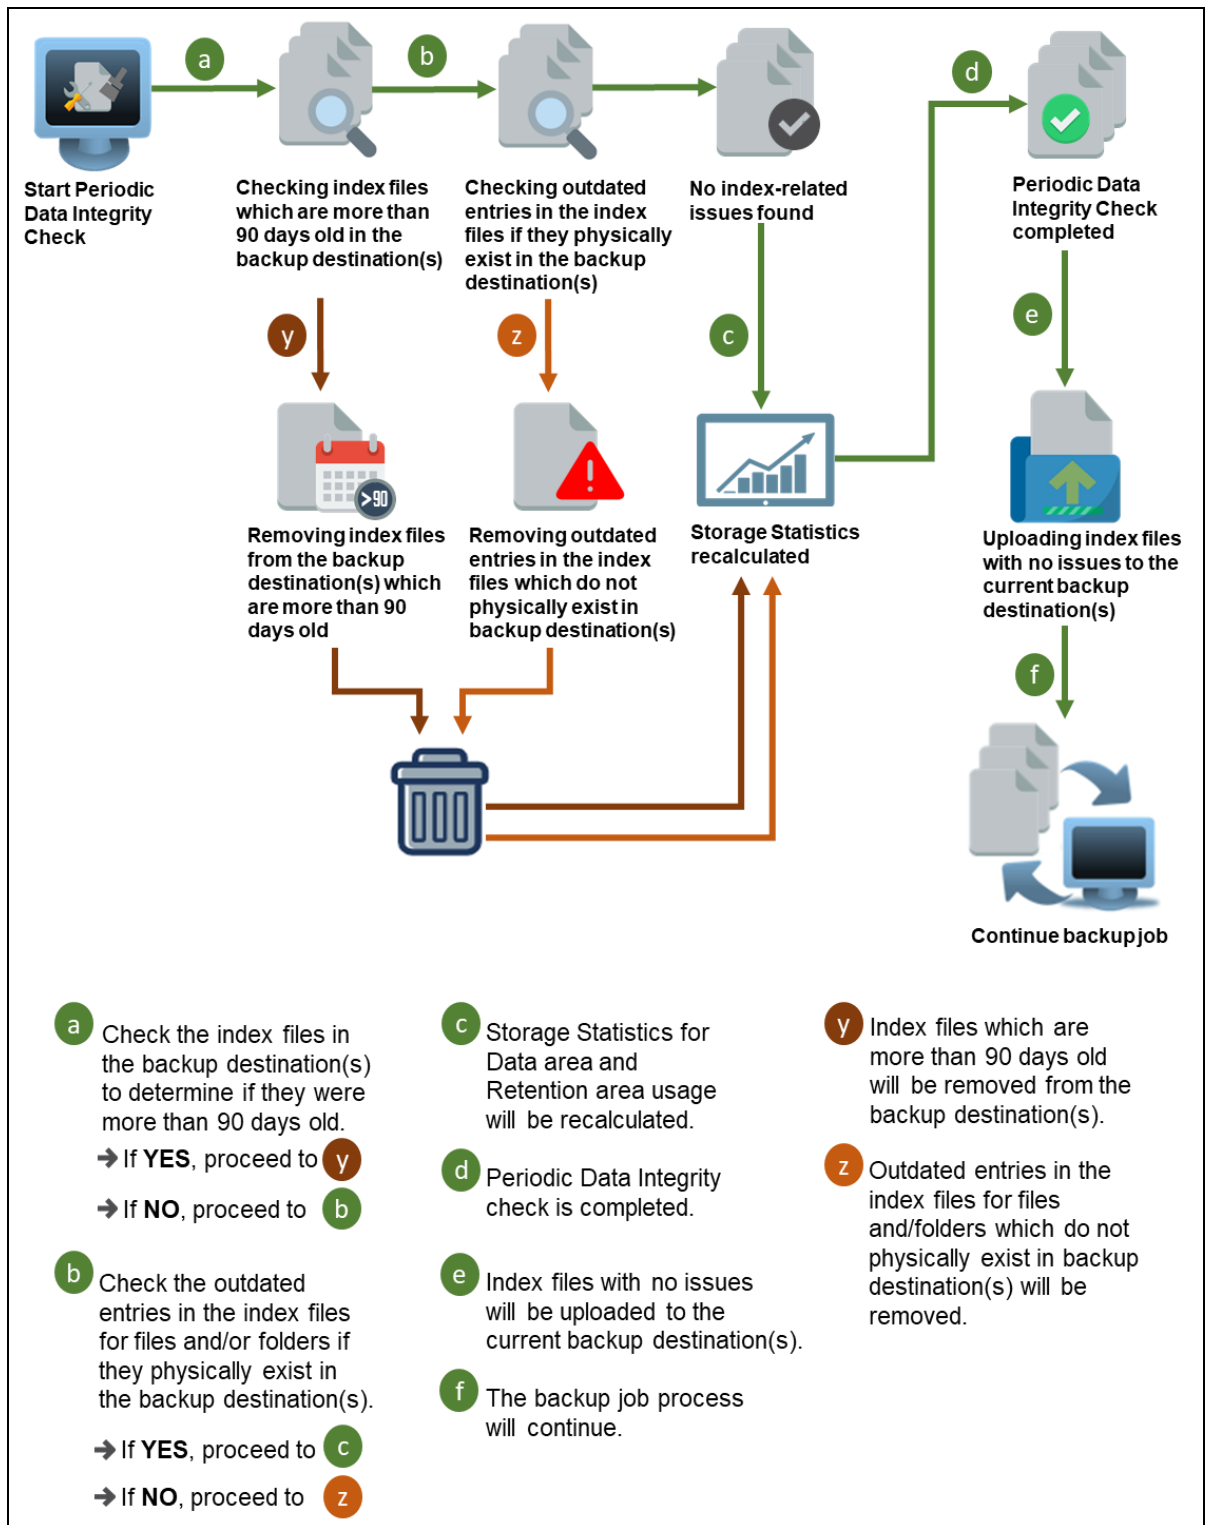 a
b
d
Start Periodic
Data Integrity
Check
Checking index files
which are more than
90 days old in the
backup destination(s)
Checking outdated
entries in the index
files if they physically
exist in the backup
destination(s)
No index-related
issues found
Periodic Data
Integrity Check
completed
y
z
c
e
>90
Removing index files
from the backup
destination(s) which
are more than 90
days old
Removing outdated
entries in the index
files which do not
physically exist in
backup destination(s)
Storage Statistics
recalculated
Uploading index files
with no issues to the
current backup
destination(s)
f
Continue backup job
a
Check the index files in
the backup destination(s)
to determine if they were
more than 90 days old.
➔ If YES, proceed to y
➔ If NO, proceed to b
b
Check the outdated
entries in the index files
for files and/or folders if
they physically exist in
the backup destination(s).
➔ If YES, proceed to c
➔ If NO, proceed to z
c
Storage Statistics for
Data area and
Retention area usage
will be recalculated.
d
Periodic Data Integrity
check is completed.
e
Index files with no issues
will be uploaded to the
current backup destination(s).
f
The backup job process
will continue.
y
Index files which are
more than 90 days old
will be removed from the
backup destination(s).
z
Outdated entries in the
index files for files
and/folders which do not
physically exist in backup
destination(s) will be
removed.